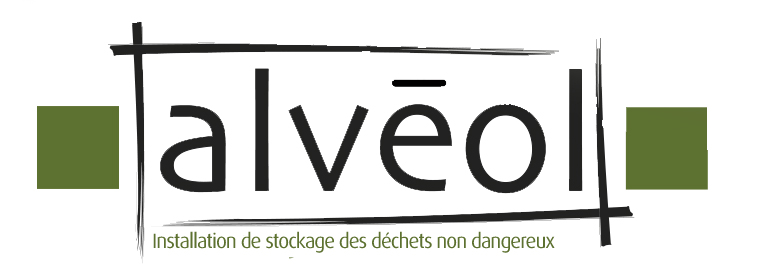 alvēol
Installation de stockage des déchets non dangereux